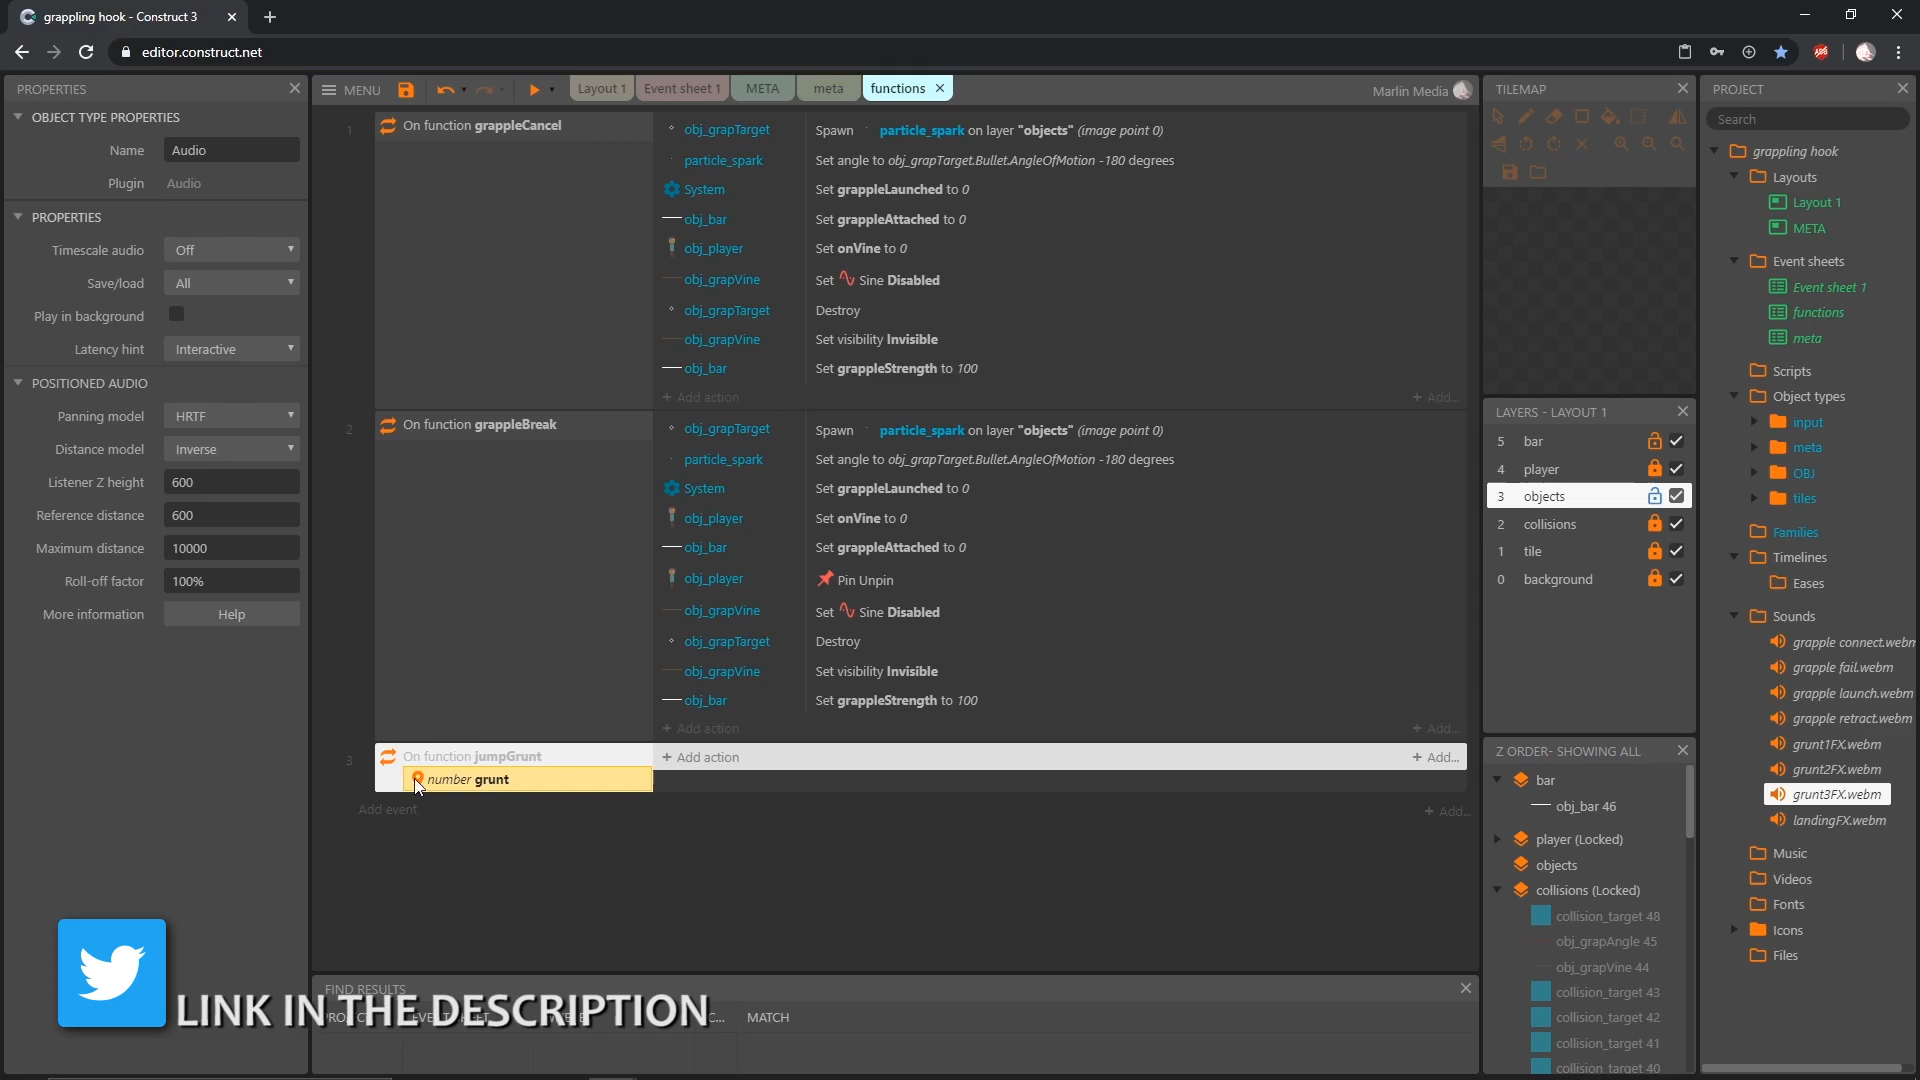 grappling hook - Construct 3
editor.construct.net
PROPERTIES
OBJECT TYPE PROPERTIES
Name Audio
Plugin Audio
PROPERTIES
Timescale audio Off
Save/load All
Play in background
Latency hint Interactive
POSITIONED AUDIO
Panning model HRTF
Distance model Inverse
Listener Z height 600
Reference distance 600
Maximum distance 10000
Roll-off factor 100%
More information Help
MENU
Layout 1 Event sheet 1 META meta functions
Marlin Media
1 On function grappleCancel
obj_grapTarget Spawn particle_spark on layer "objects" (image point 0)
particle_spark Set angle to obj_grapTarget.Bullet.AngleOfMotion -180 degrees
System Set grappleLaunched to 0
obj_bar Set grappleAttached to 0
obj_player Set onVine to 0
obj_grapVine Set Sine Disabled
obj_grapTarget Destroy
obj_grapVine Set visibility Invisible
obj_bar Set grappleStrength to 100
+ Add action + Add...
2 On function grappleBreak
obj_grapTarget Spawn particle_spark on layer "objects" (image point 0)
particle_spark Set angle to obj_grapTarget.Bullet.AngleOfMotion -180 degrees
System Set grappleLaunched to 0
obj_player Set onVine to 0
obj_bar Set grappleAttached to 0
obj_player Pin Unpin
obj_grapVine Set Sine Disabled
obj_grapTarget Destroy
obj_grapVine Set visibility Invisible
obj_bar Set grappleStrength to 100
+ Add action + Add...
3 On function jumpGrunt + Add action + Add...
number grunt
Add event + Add...
FIND RESULTS
MATCH
LINK IN THE DESCRIPTION
TILEMAP
LAYERS - LAYOUT 1
5 bar
4 player
3 objects
2 collisions
1 tile
0 background
Z ORDER- SHOWING ALL
bar
obj_bar 46
player (Locked)
objects
collisions (Locked)
collision_target 48
obj_grapAngle 45
obj_grapVine 44
collision_target 43
collision_target 42
collision_target 41
collision_target 40
PROJECT
Search
grappling hook
Layouts
Layout 1
META
Event sheets
Event sheet 1
functions
meta
Scripts
Object types
input
meta
OBJ
tiles
Families
Timelines
Eases
Sounds
grapple connect.webm
grapple fail.webm
grapple launch.webm
grapple retract.webm
grunt1FX.webm
grunt2FX.webm
grunt3FX.webm
landingFX.webm
Music
Videos
Fonts
Icons
Files